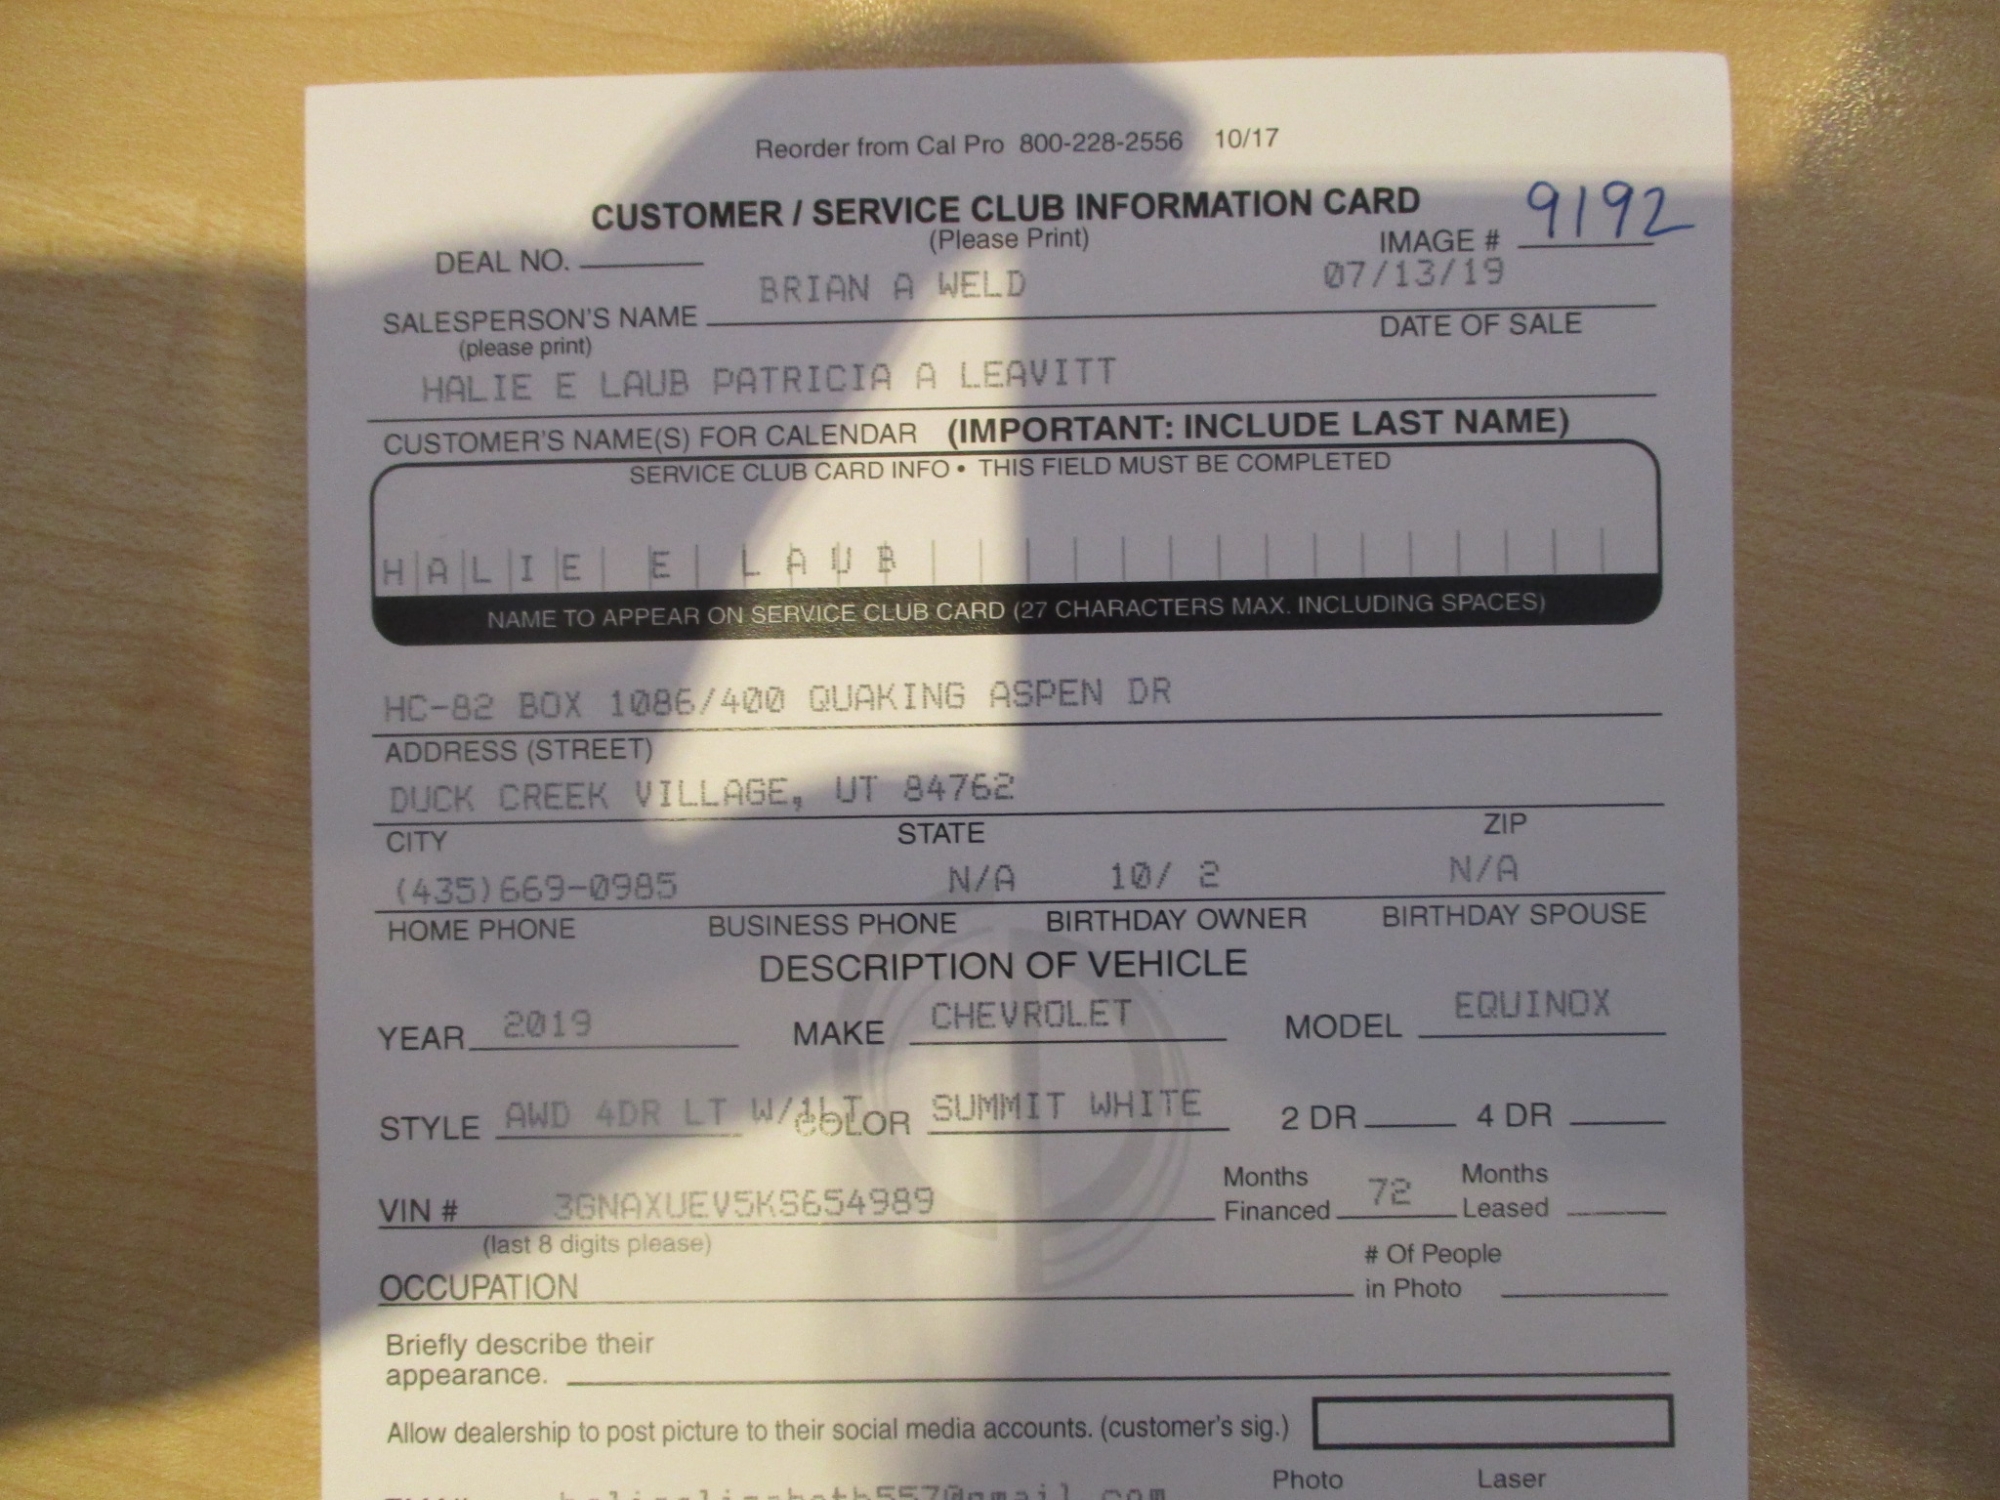 Reorder from Cal Pro 800-228-2556 10/17
CUSTOMER / SERVICE CLUB INFORMATION CARD
(Please Print)
DEAL NO. IMAGE # 9192
BRIAN A WELD 07/13/19
SALESPERSON'S NAME DATE OF SALE
(please print)
HALIE E LAUB PATRICIA A LEAVITT
CUSTOMER'S NAME(S) FOR CALENDAR (IMPORTANT: INCLUDE LAST NAME)
SERVICE CLUB CARD INFO • THIS FIELD MUST BE COMPLETED
HALIE E LAUB
NAME TO APPEAR ON SERVICE CLUB CARD (27 CHARACTERS MAX. INCLUDING SPACES)
HC-82 BOX 1086/400 QUAKING ASPEN DR
ADDRESS (STREET)
DUCK CREEK VILLAGE, UT 84762
CITY STATE ZIP
(435)669-0985 N/A 10/ 2 N/A
HOME PHONE BUSINESS PHONE BIRTHDAY OWNER BIRTHDAY SPOUSE
DESCRIPTION OF VEHICLE
YEAR 2019 MAKE CHEVROLET MODEL EQUINOX
STYLE AWD 4DR LT W/1LT COLOR SUMMIT WHITE 2 DR 4 DR
VIN # 3GNAXUEV5KS654989 Months Financed 72 Months Leased
(last 8 digits please)
OCCUPATION # Of People in Photo
Briefly describe their
appearance.
Allow dealership to post picture to their social media accounts. (customer's sig.)
Photo Laser